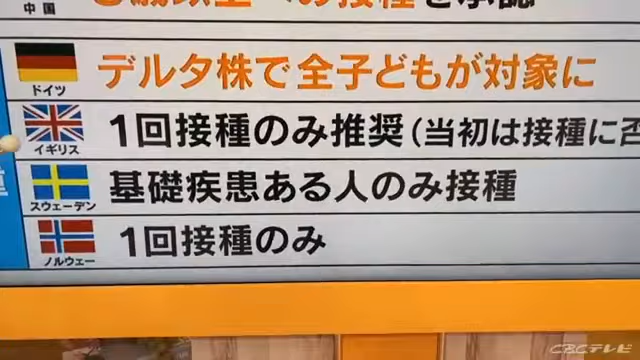 中国
ドイツ
デルタ株で全子どもが対象に
イギリス
1回接種のみ推奨(当初は接種に否
スウェーデン
基礎疾患ある人のみ接種
ノルウェー
1回接種のみ
CBCテレビ